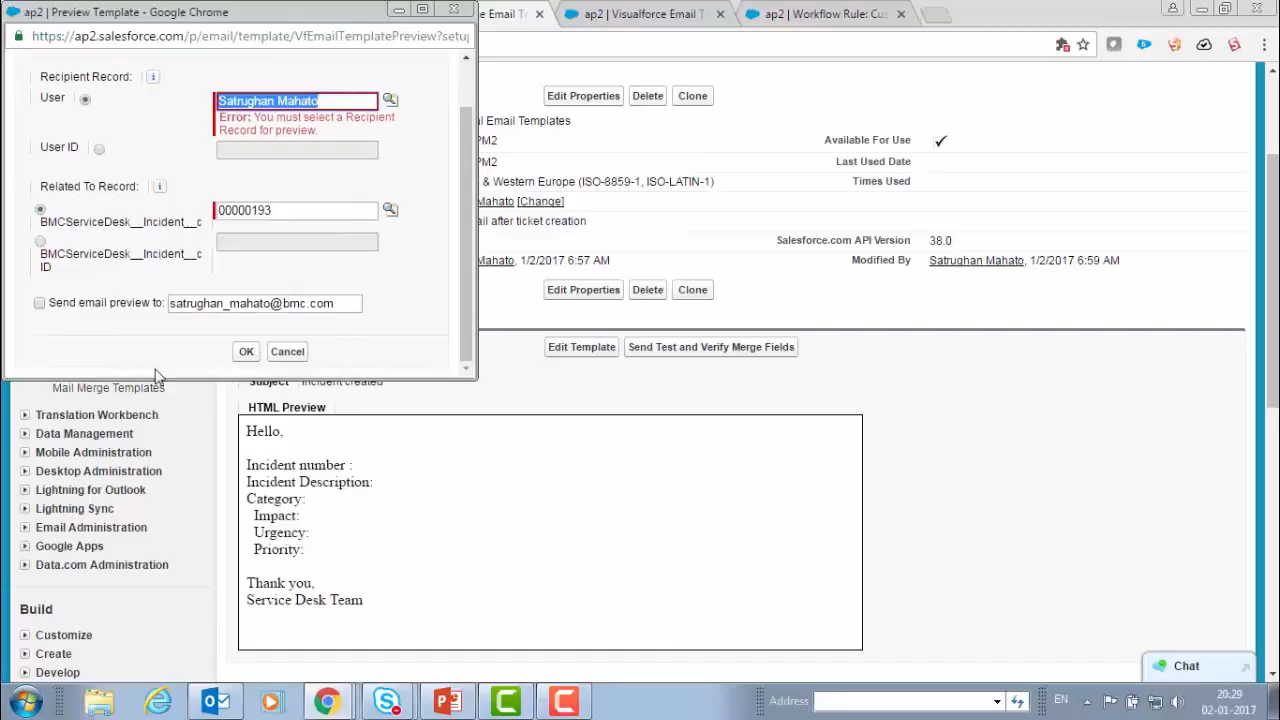 ap2 | Preview Template - Google Chrome
https://ap2.salesforce.com/p/email/template/VfEmailTemplatePreview?setup
Recipient Record:
User
Satrughan Mahato
Error: You must select a Recipient
Record for preview.
User ID
Related To Record:
BMCServiceDesk__Incident__c
00000193
BMCServiceDesk__Incident__c
ID
Send email preview to:
satrughan_mahato@bmc.com
OK
Cancel
e Email Te
ap2 | Visualforce Email T
ap2 | Workflow Rule: Cus
Edit Properties
Delete
Clone
al Email Templates
PM2
Available For Use
PM2
Last Used Date
& Western Europe (ISO-8859-1, ISO-LATIN-1)
Times Used
Mahato [Change]
ail after ticket creation
Salesforce.com API Version
38.0
Mahato, 1/2/2017 6:57 AM
Modified By
Satrughan Mahato, 1/2/2017 6:59 AM
Edit Properties
Delete
Clone
Edit Template
Send Test and Verify Merge Fields
Subject
Incident created
HTML Preview
Hello,
Incident number :
Incident Description:
Category:
Impact:
Urgency:
Priority:
Thank you,
Service Desk Team
Mail Merge Templates
Translation Workbench
Data Management
Mobile Administration
Desktop Administration
Lightning for Outlook
Lightning Sync
Email Administration
Google Apps
Data.com Administration
Build
Customize
Create
Develop
Chat
Address
EN
20:29
02-01-2017